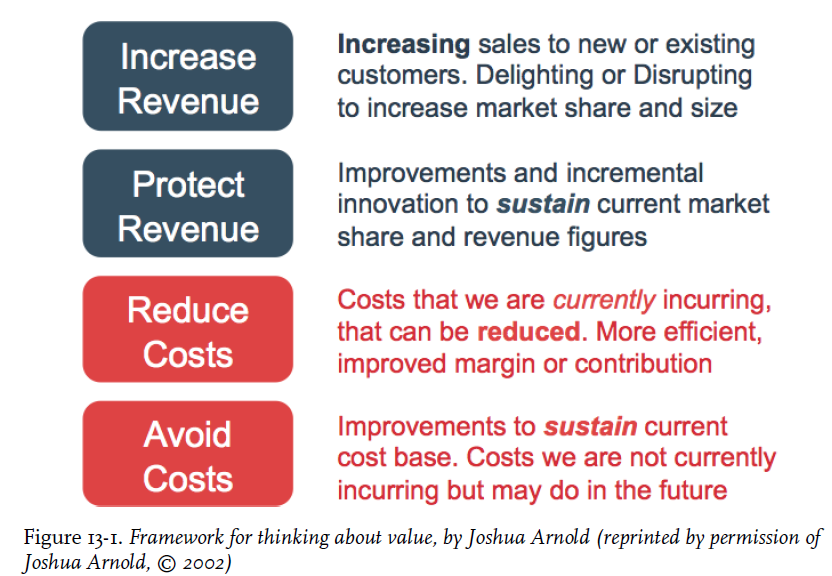 Increase
Revenue
Increasing sales to new or existing
customers. Delighting or Disrupting
to increase market share and size
Protect
Revenue
Improvements and incremental
innovation to sustain current market
share and revenue figures
Reduce
Costs
Costs that we are currently incurring,
that can be reduced. More efficient,
improved margin or contribution
Avoid
Costs
Improvements to sustain current
cost base. Costs we are not currently
incurring but may do in the future
Figure 13-1. Framework for thinking about value, by Joshua Arnold (reprinted by permission of
Joshua Arnold, © 2002)